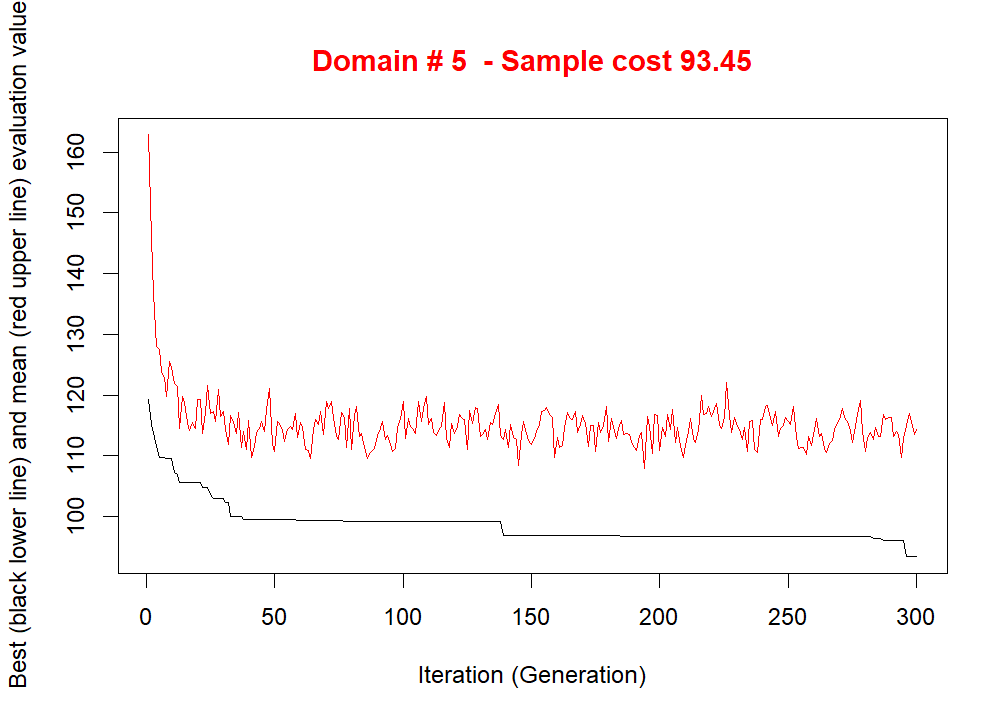 Domain # 5  - Sample cost 93.45
Best (black lower line) and mean (red upper line) evaluation value
160
150
140
130
120
110
100
0 50 100 150 200 250 300
Iteration (Generation)